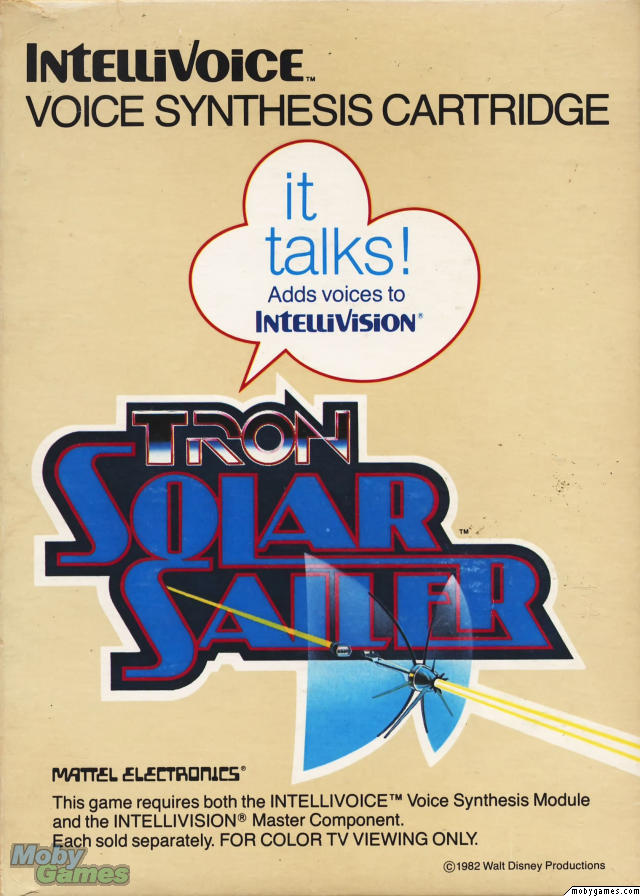 INTELLIVOICE™
VOICE SYNTHESIS CARTRIDGE
it
talks!
Adds voices to
INTELLIVISION®
TRON
SOLAR
SAILER™
MATTEL ELECTRONICS®
This game requires both the INTELLIVOICE™ Voice Synthesis Module
and the INTELLIVISION® Master Component.
Each sold separately. FOR COLOR TV VIEWING ONLY.
Moby
Games
©1982 Walt Disney Productions
mobygames.com